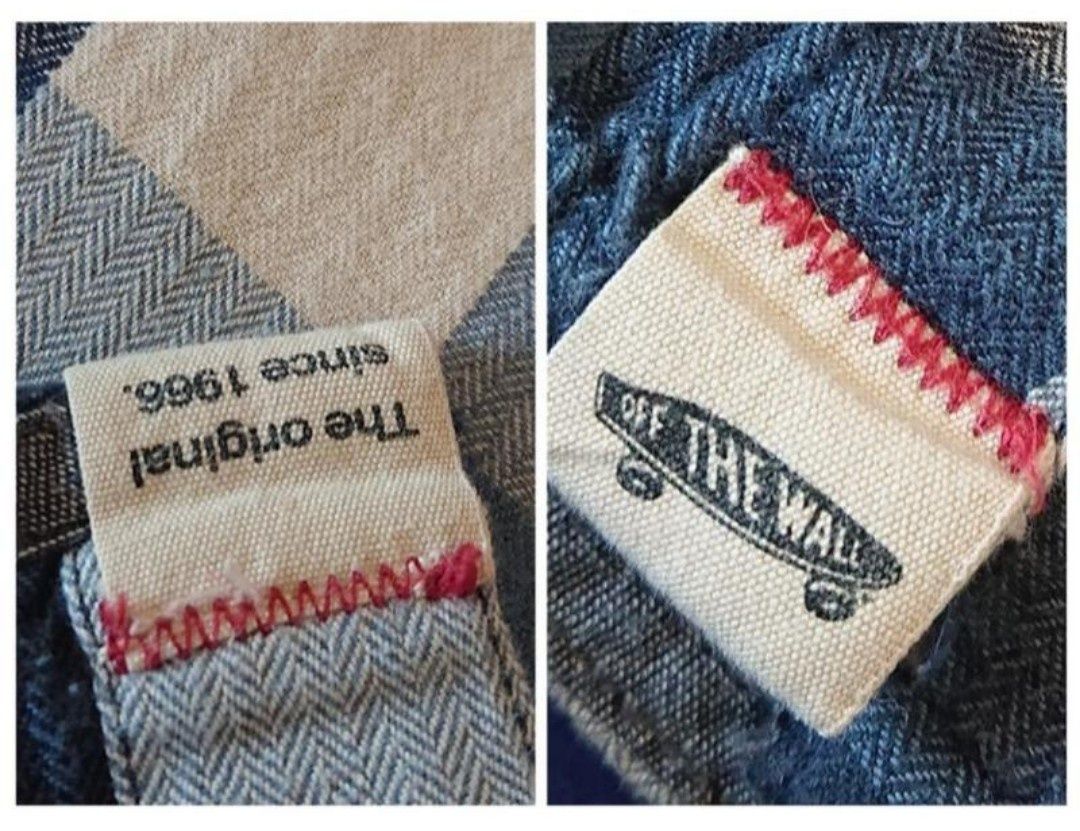 The original
since 1966.
OFF THE WALL